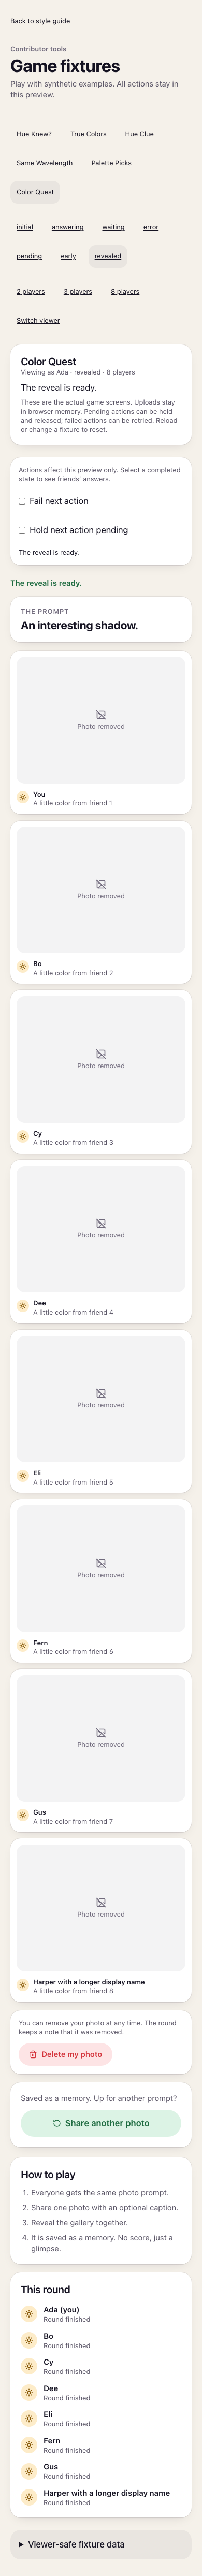 Back to style guide
Contributor tools
Game fixtures
Play with synthetic examples. All actions stay in
this preview.
Hue Knew? True Colors Hue Clue
Same Wavelength Palette Picks
Color Quest
initial answering waiting error
pending early revealed
2 players 3 players 8 players
Switch viewer
Color Quest
Viewing as Ada · revealed · 8 players
The reveal is ready.
These are the actual game screens. Uploads stay
in browser memory. Pending actions can be held
and released; failed actions can be retried. Reload
or change a fixture to reset.
Actions affect this preview only. Select a completed
state to see friends' answers.
Fail next action
Hold next action pending
The reveal is ready.
The reveal is ready.
THE PROMPT
An interesting shadow.
Photo removed
You
A little color from friend 1
Photo removed
Bo
A little color from friend 2
Photo removed
Cy
A little color from friend 3
Photo removed
Dee
A little color from friend 4
Photo removed
Eli
A little color from friend 5
Photo removed
Fern
A little color from friend 6
Photo removed
Gus
A little color from friend 7
Photo removed
Harper with a longer display name
A little color from friend 8
You can remove your photo at any time. The round
keeps a note that it was removed.
Delete my photo
Saved as a memory. Up for another prompt?
Share another photo
How to play
1. Everyone gets the same photo prompt.
2. Share one photo with an optional caption.
3. Reveal the gallery together.
4. It is saved as a memory. No score, just a
glimpse.
This round
Ada (you)
Round finished
Bo
Round finished
Cy
Round finished
Dee
Round finished
Eli
Round finished
Fern
Round finished
Gus
Round finished
Harper with a longer display name
Round finished
Viewer-safe fixture data